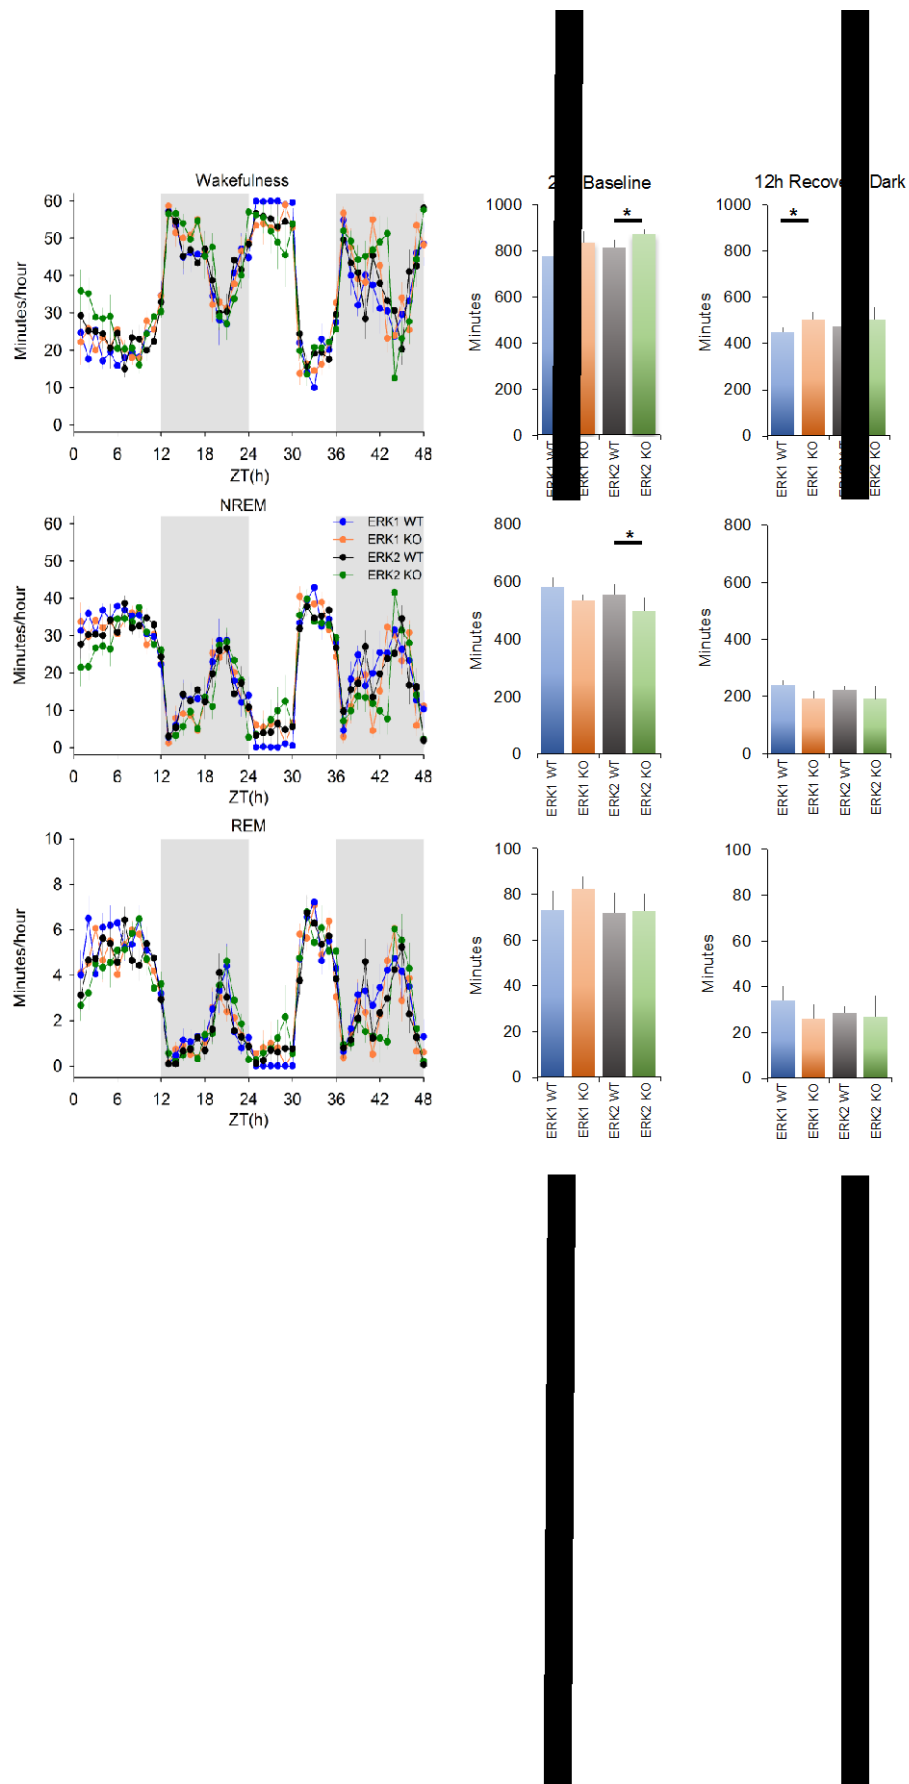 Wakefulness
Minutes/hour
60
50
40
30
20
10
0
0 6 12 18 24 30 36 42 48
ZT(h)
Baseline
Minutes
1000
800
600
400
200
0
ERK1 WT
ERK1 KO
ERK2 WT
ERK2 KO
*
12h Dark
Minutes
1000
800
600
400
200
0
ERK1 WT
ERK1 KO
ERK2 KO
*
NREM
Minutes/hour
60
50
40
30
20
10
0
0 6 12 18 24 30 36 42 48
ZT(h)
ERK1 WT
ERK1 KO
ERK2 WT
ERK2 KO
Minutes
800
600
400
200
0
ERK1 WT
ERK1 KO
ERK2 WT
ERK2 KO
*
Minutes
800
600
400
200
0
ERK1 WT
ERK1 KO
ERK2 WT
ERK2 KO
REM
Minutes/hour
10
8
6
4
2
0
0 6 12 18 24 30 36 42 48
ZT(h)
Minutes
100
80
60
40
20
0
ERK1 WT
ERK1 KO
ERK2 WT
ERK2 KO
Minutes
100
80
60
40
20
0
ERK1 WT
ERK1 KO
ERK2 WT
ERK2 KO